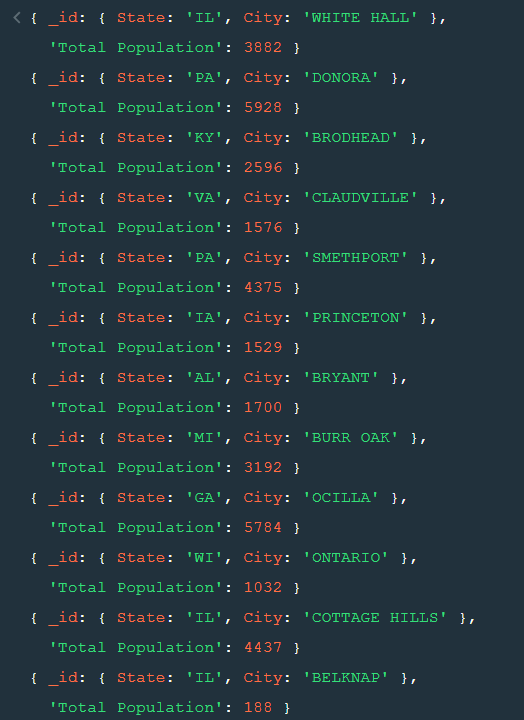 { _id: { State: 'IL', City: 'WHITE HALL' },
'Total Population': 3882 }
{ _id: { State: 'PA', City: 'DONORA' },
'Total Population': 5928 }
{ _id: { State: 'KY', City: 'BRODHEAD' },
'Total Population': 2596 }
{ _id: { State: 'VA', City: 'CLAUDVILLE' },
'Total Population': 1576 }
{ _id: { State: 'PA', City: 'SMETHPORT' },
'Total Population': 4375 }
{ _id: { State: 'IA', City: 'PRINCETON' },
'Total Population': 1529 }
{ _id: { State: 'AL', City: 'BRYANT' },
'Total Population': 1700 }
{ _id: { State: 'MI', City: 'BURR OAK' },
'Total Population': 3192 }
{ _id: { State: 'GA', City: 'OCILLA' },
'Total Population': 5784 }
{ _id: { State: 'WI', City: 'ONTARIO' },
'Total Population': 1032 }
{ _id: { State: 'IL', City: 'COTTAGE HILLS' },
'Total Population': 4437 }
{ _id: { State: 'IL', City: 'BELKNAP' },
'Total Population': 188 }